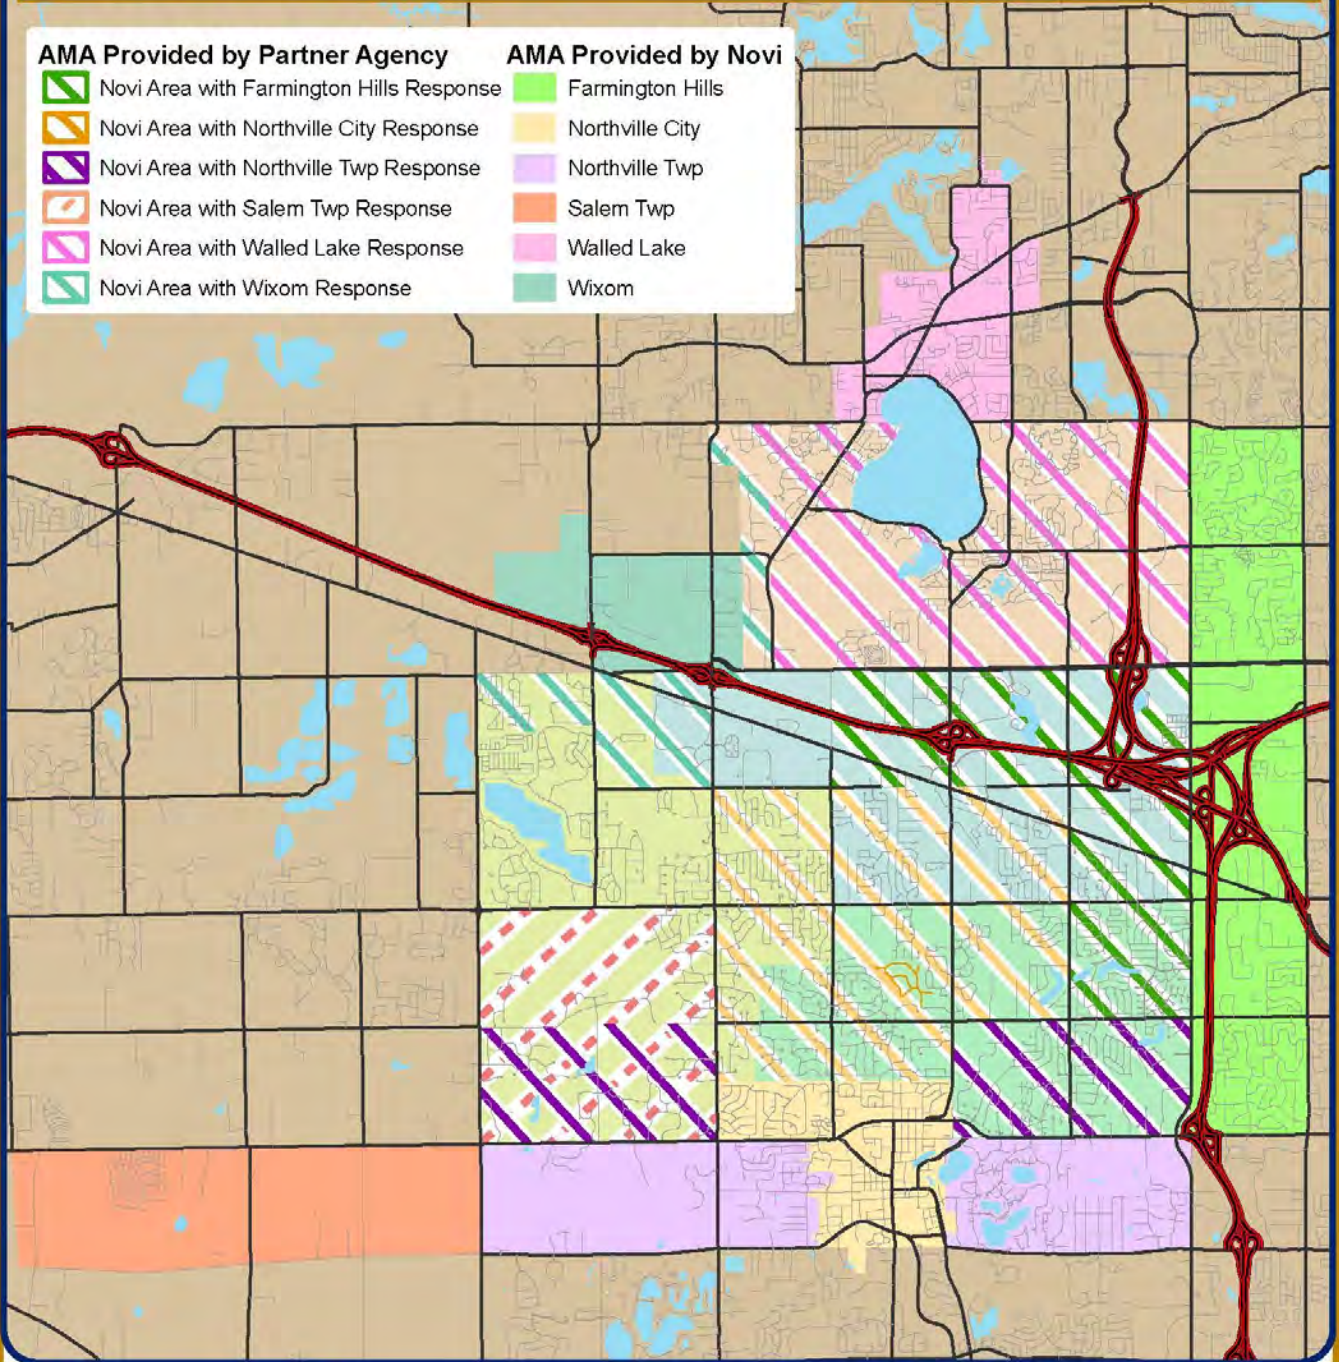 AMA Provided by Partner Agency
Novi Area with Farmington Hills Response
Novi Area with Northville City Response
Novi Area with Northville Twp Response
Novi Area with Salem Twp Response
Novi Area with Walled Lake Response
Novi Area with Wixom Response
AMA Provided by Novi
Farmington Hills
Northville City
Northville Twp
Salem Twp
Walled Lake
Wixom